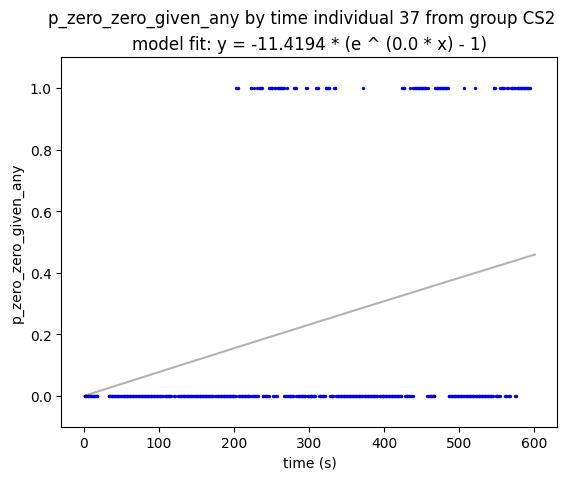 p_zero_zero_given_any by time individual 37 from group CS2
model fit: y = -11.4194 * (e ^ (0.0 * x) - 1)
1.0
0.8
0.6
0.4
0.2
0.0
p_zero_zero_given_any
0 100 200 300 400 500 600
time (s)